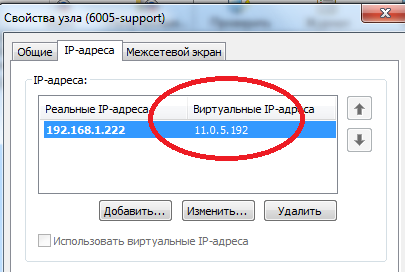 Свойства узла (6005-support)
Общие IP-адреса Межсетевой экран
IP-адреса:
Реальные IP-адреса Виртуальные IP-адреса
192.168.1.222 11.0.5.192
Добавить... Изменить... Удалить
Использовать виртуальные IP-адреса